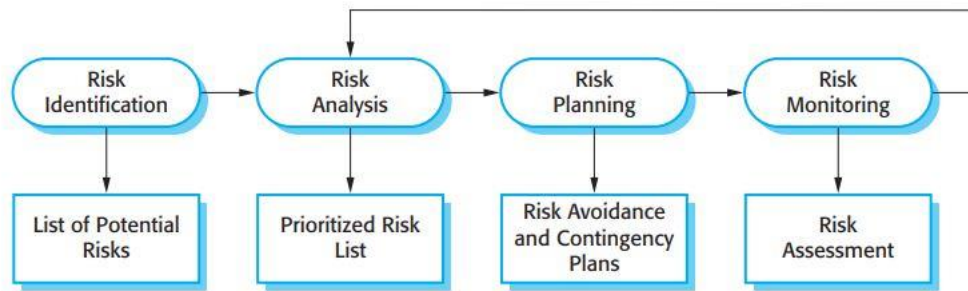 Risk
Identification
Risk
Analysis
Risk
Planning
Risk
Monitoring
List of Potential
Risks
Prioritized Risk
List
Risk Avoidance
and Contingency
Plans
Risk
Assessment